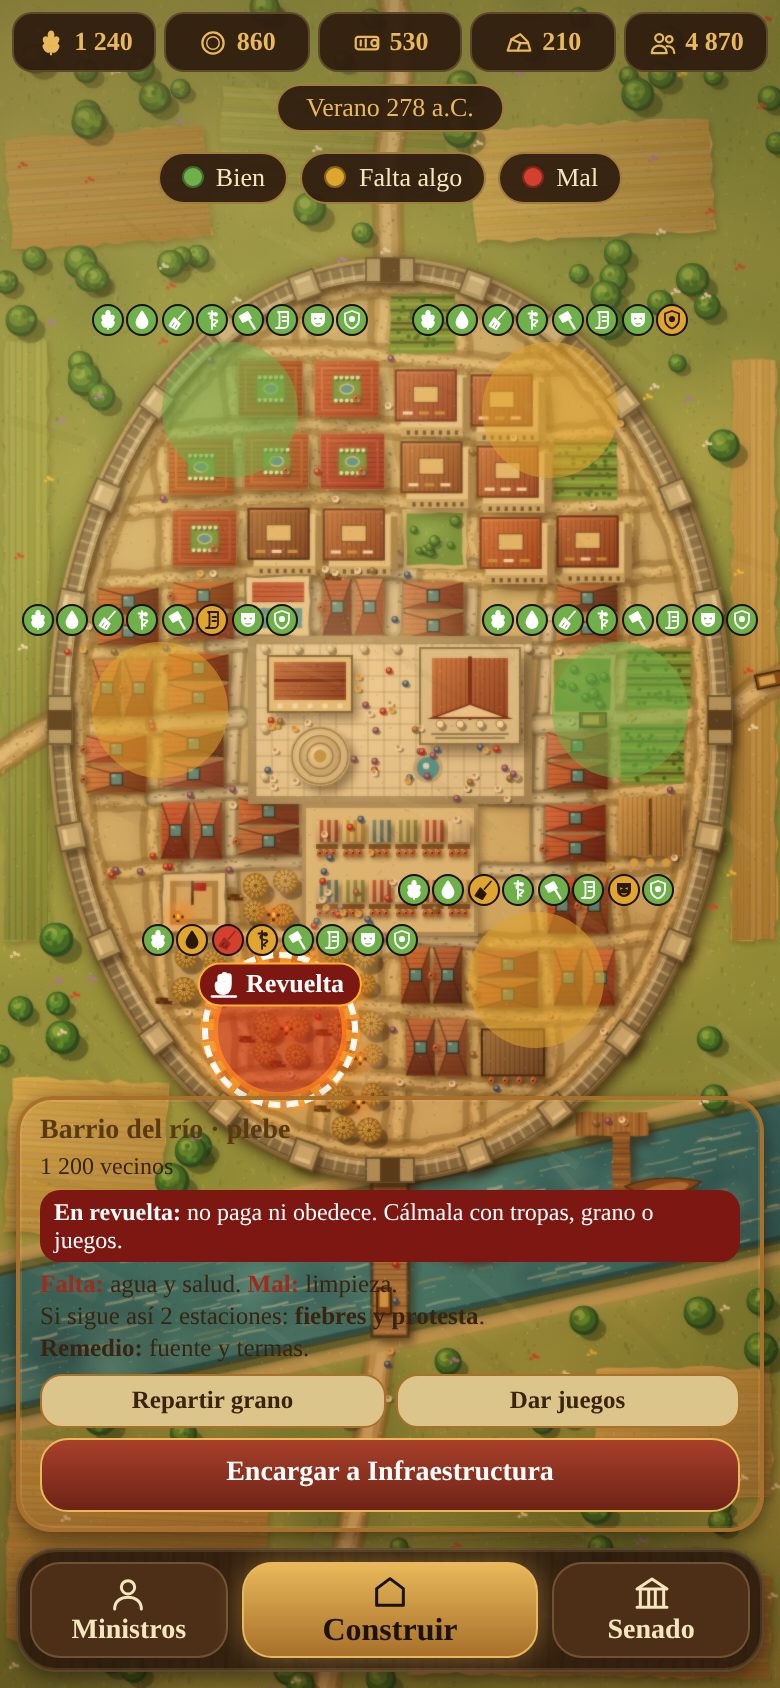 1 240
860
530
210
4 870
Verano 278 a.C.
Bien
Falta algo
Mal
Revuelta
Barrio del río · plebe
1 200 vecinos
En revuelta: no paga ni obedece. Cálmala con tropas, grano o
juegos.
Falta: agua y salud. Mal: limpieza.
Si sigue así 2 estaciones: fiebres y protesta.
Remedio: fuente y termas.
Repartir grano
Dar juegos
Encargar a Infraestructura
Ministros
Construir
Senado